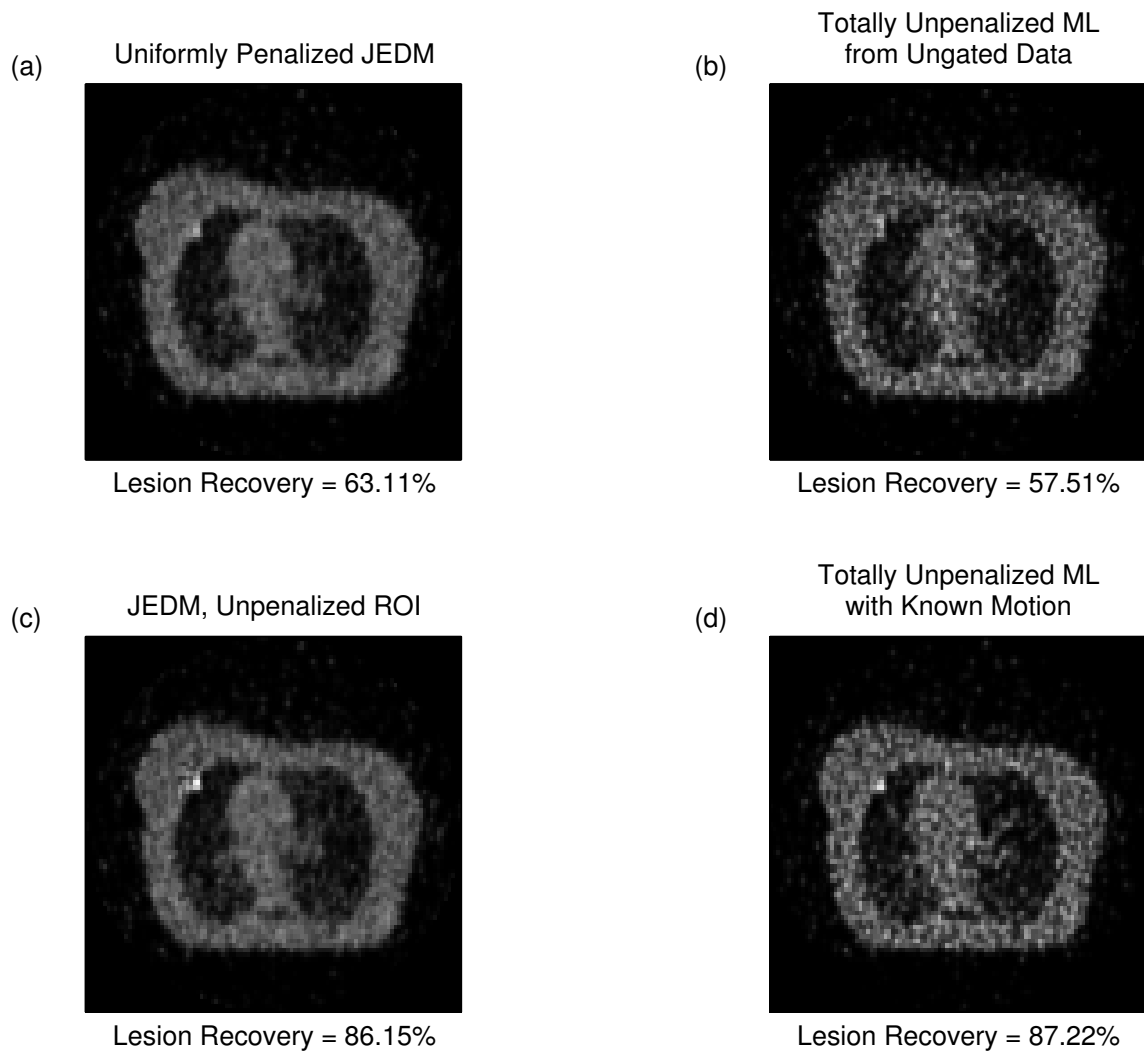 (a)
Uniformly Penalized JEDM
Lesion Recovery = 63.11%
(b)
Totally Unpenalized ML
from Ungated Data
Lesion Recovery = 57.51%
(c)
JEDM, Unpenalized ROI
Lesion Recovery = 86.15%
(d)
Totally Unpenalized ML
with Known Motion
Lesion Recovery = 87.22%